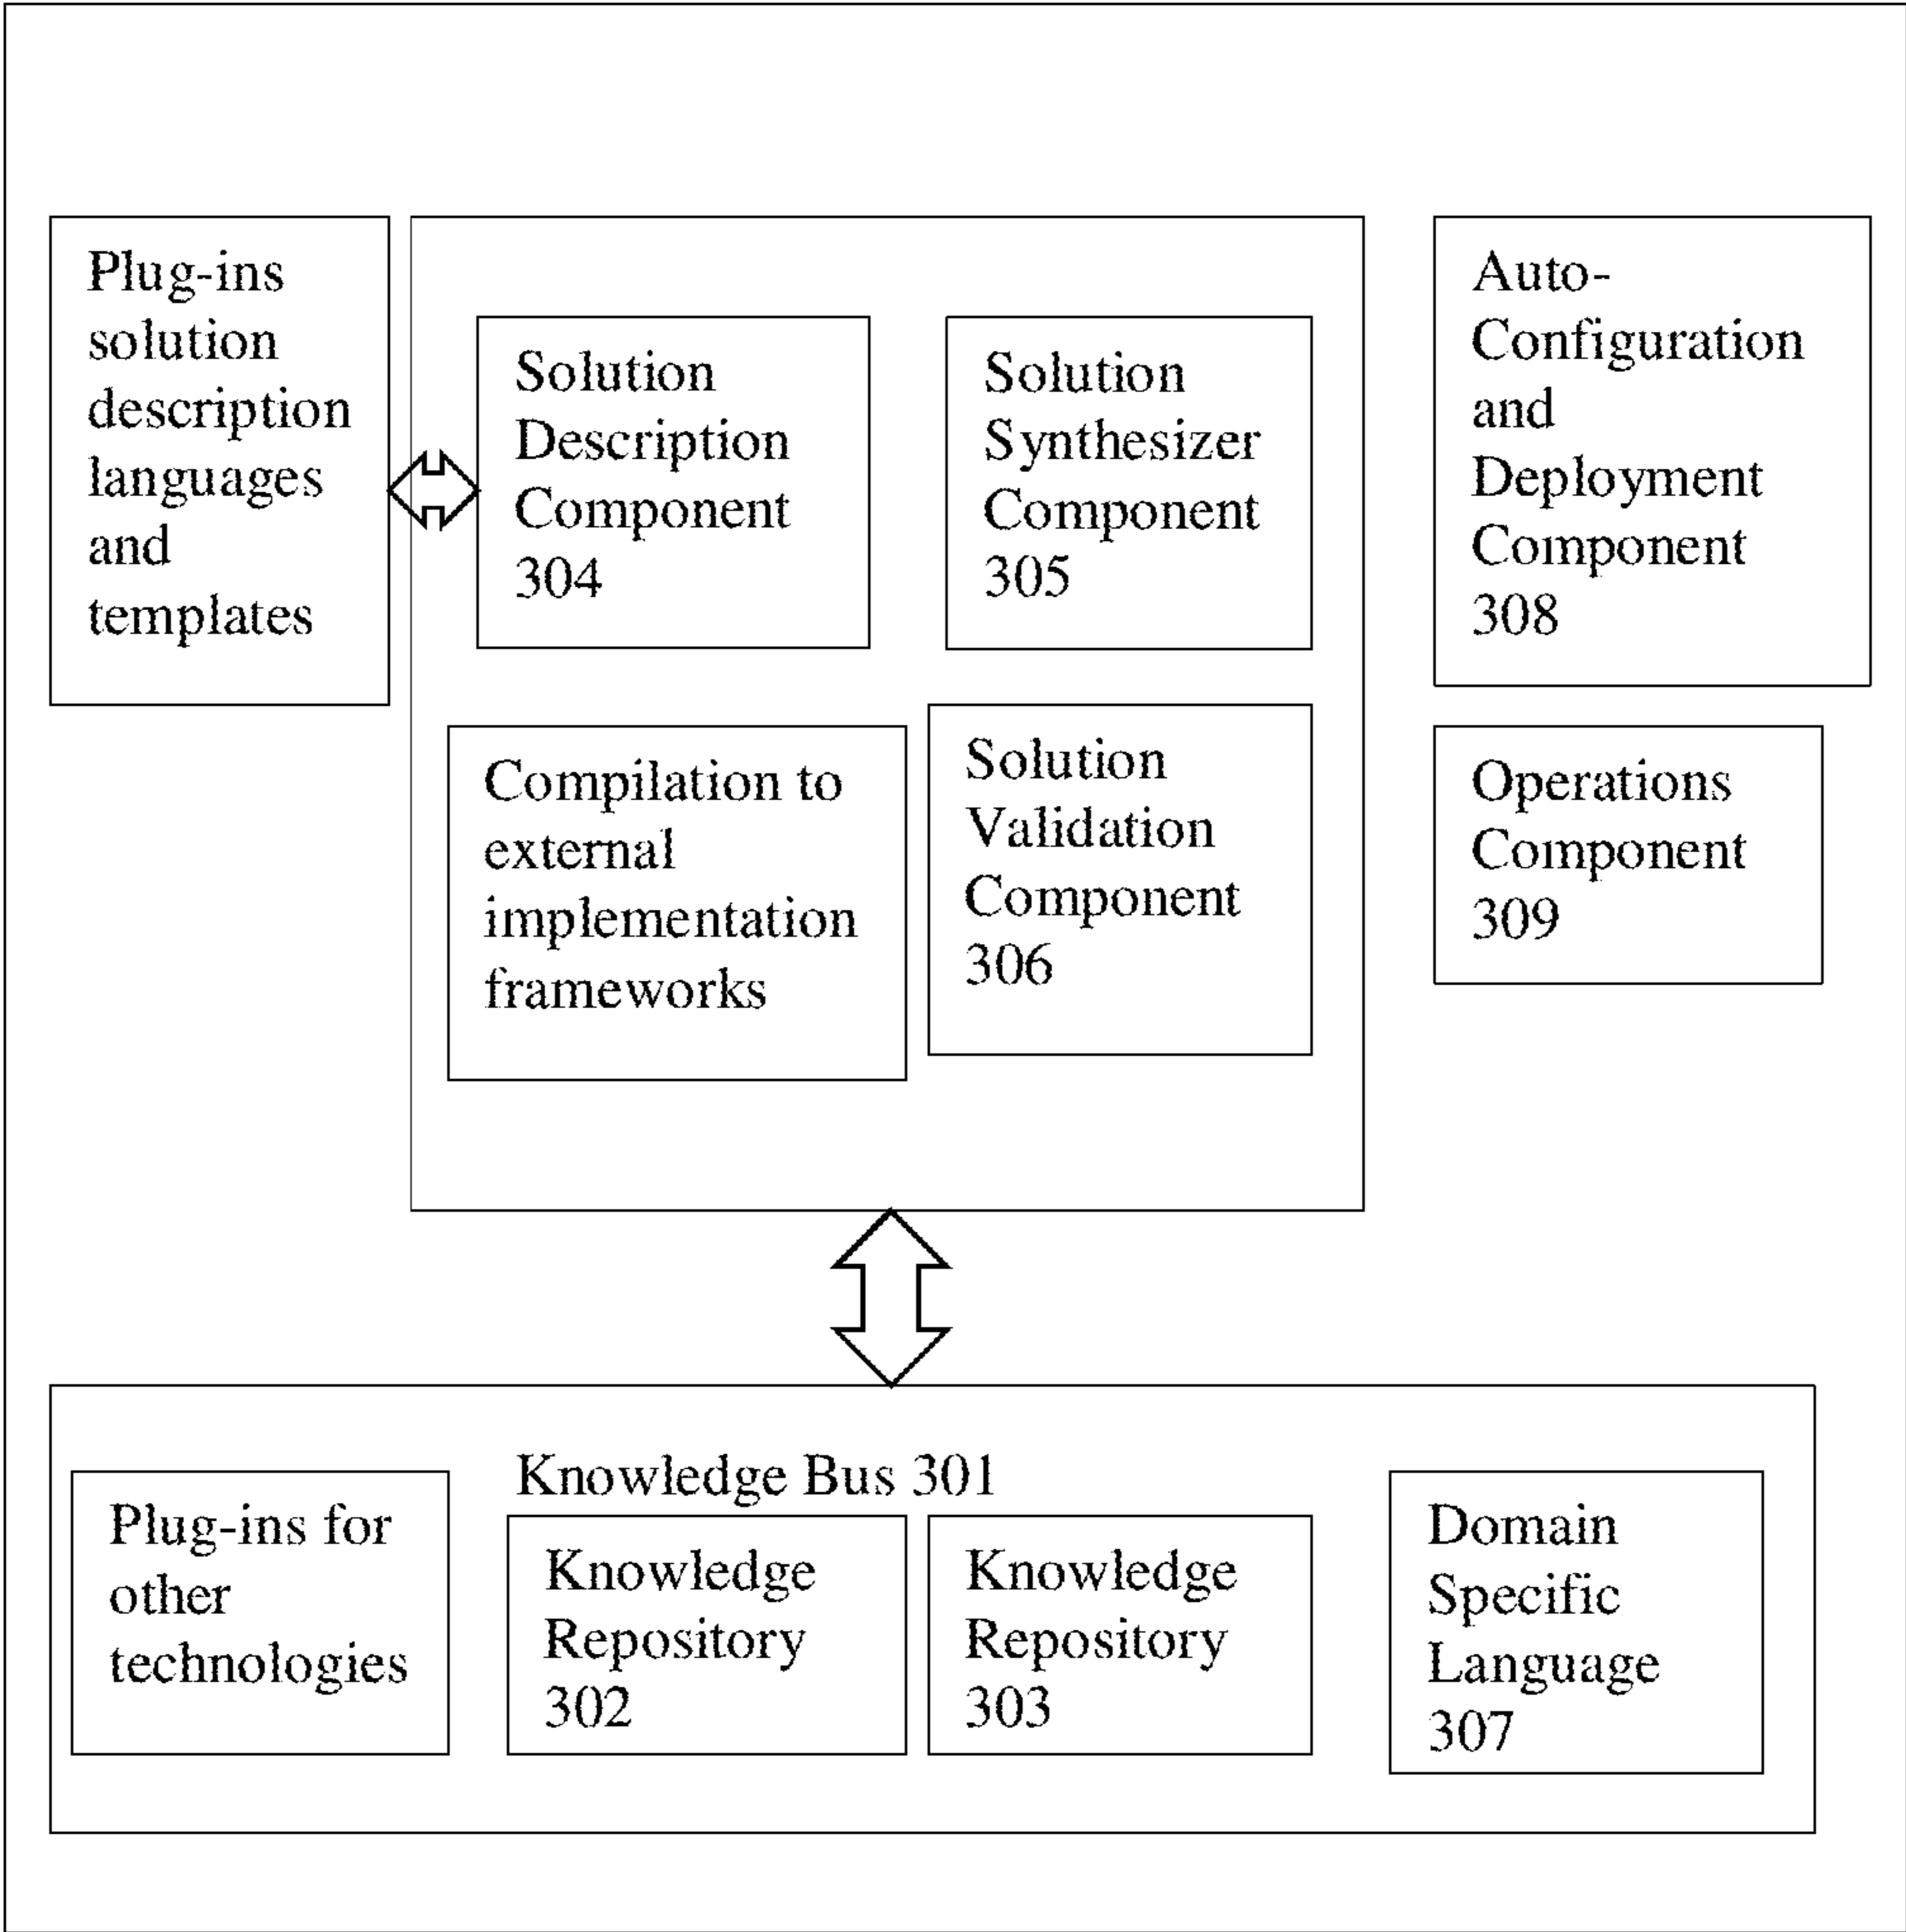 Plug-ins
solution
description
languages
and
templates
Solution
Description
Component
304
Solution
Synthesizer
Component
305
Auto-
Configuration
and
Deployment
Component
308
Compilation to
external
implementation
frameworks
Solution
Validation
Component
306
Operations
Component
309
Knowledge Bus 301
Plug-ins for
other
technologies
Knowledge
Repository
302
Knowledge
Repository
303
Domain
Specific
Language
307